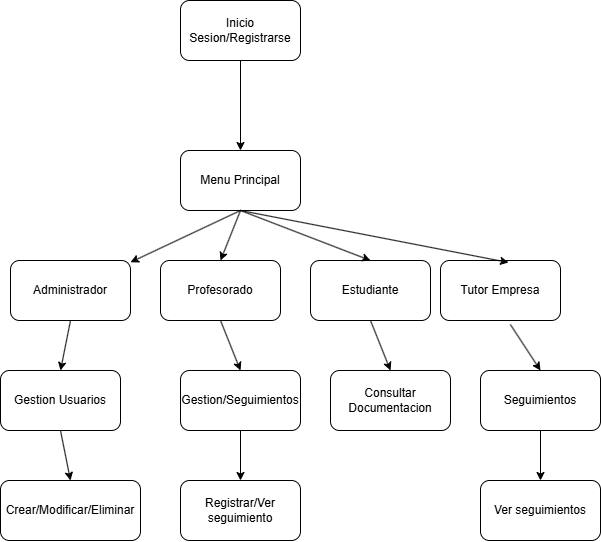 Inicio
Sesion/Registrarse
Menu Principal
Administrador
Profesorado
Estudiante
Tutor Empresa
Gestion Usuarios
Gestion/Seguimientos
Consultar
Documentacion
Seguimientos
Crear/Modificar/Eliminar
Registrar/Ver
seguimiento
Ver seguimientos